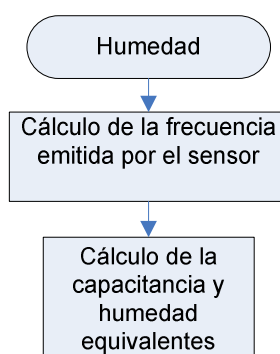 Humedad
Cálculo de la frecuencia
emitida por el sensor
Cálculo de la
capacitancia y
humedad
equivalentes